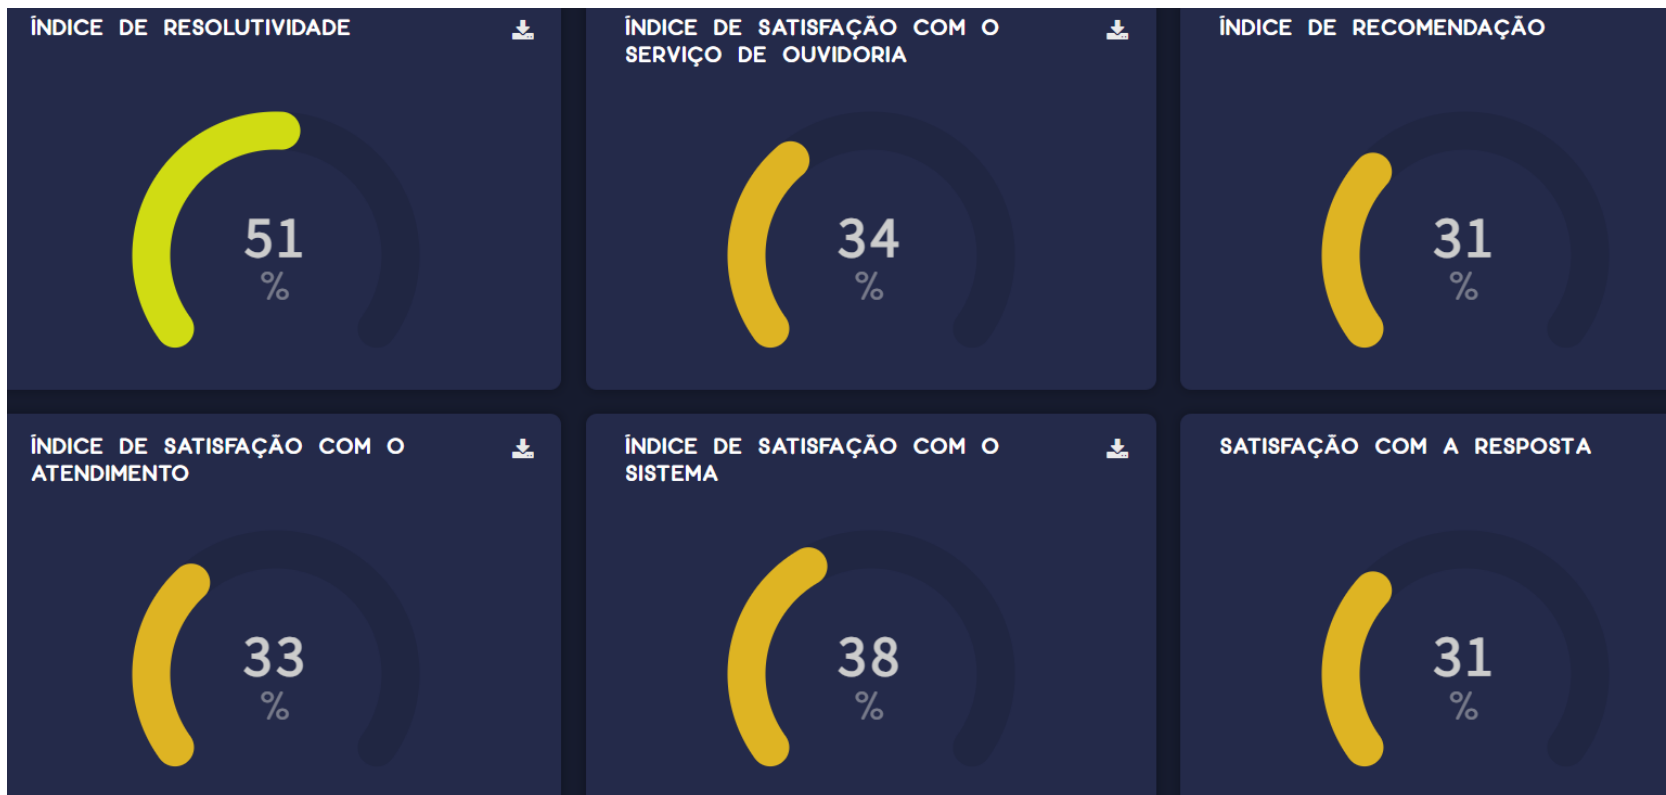 ÍNDICE DE RESOLUTIVIDADE
51
%
ÍNDICE DE SATISFAÇÃO COM O
SERVIÇO DE OUVIDORIA
34
%
ÍNDICE DE RECOMENDAÇÃO
31
%
ÍNDICE DE SATISFAÇÃO COM O
ATENDIMENTO
33
%
ÍNDICE DE SATISFAÇÃO COM O
SISTEMA
38
%
SATISFAÇÃO COM A RESPOSTA
31
%